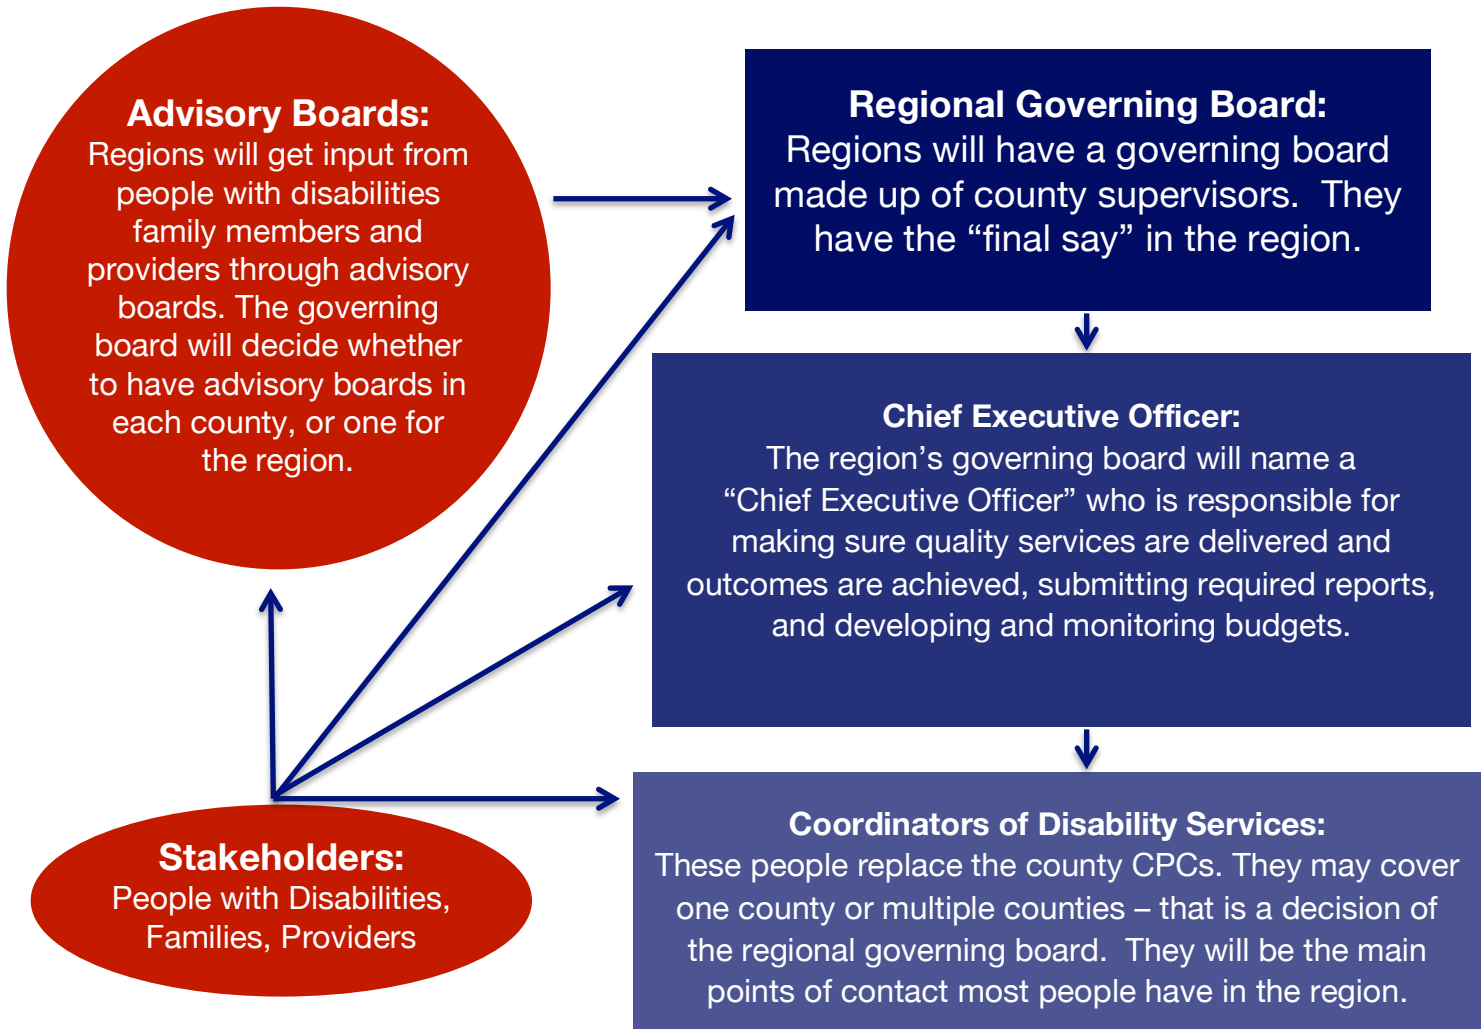 Advisory Boards:
Regions will get input from
people with disabilities
family members and
providers through advisory
boards. The governing
board will decide whether
to have advisory boards in
each county, or one for
the region.
Regional Governing Board:
Regions will have a governing board
made up of county supervisors.  They
have the “final say” in the region.
Chief Executive Officer:
The region’s governing board will name a
“Chief Executive Officer” who is responsible for
making sure quality services are delivered and
outcomes are achieved, submitting required reports,
and developing and monitoring budgets.
Stakeholders:
People with Disabilities,
Families, Providers
Coordinators of Disability Services:
These people replace the county CPCs. They may cover
one county or multiple counties – that is a decision of
the regional governing board.  They will be the main
points of contact most people have in the region.